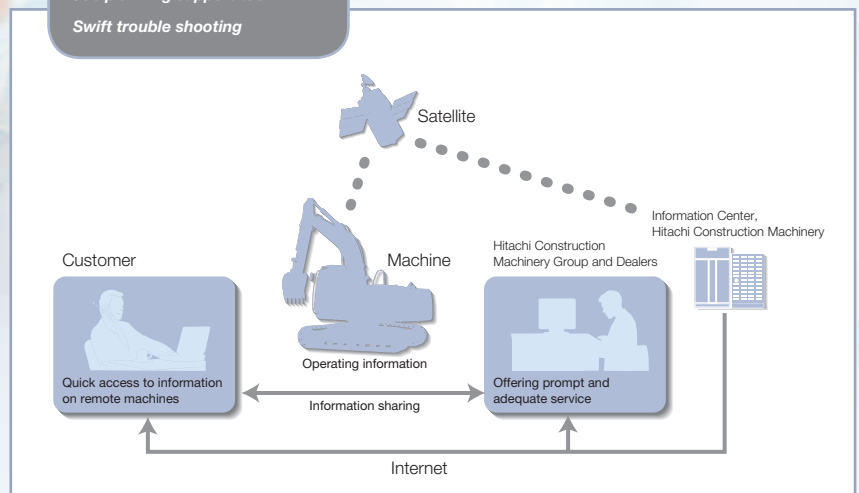 Swift trouble shooting
Satellite
Information Center,
Hitachi Construction Machinery
Hitachi Construction
Machinery Group and Dealers
Customer
Machine
Operating information
Quick access to information
on remote machines
Offering prompt and
adequate service
Information sharing
Internet